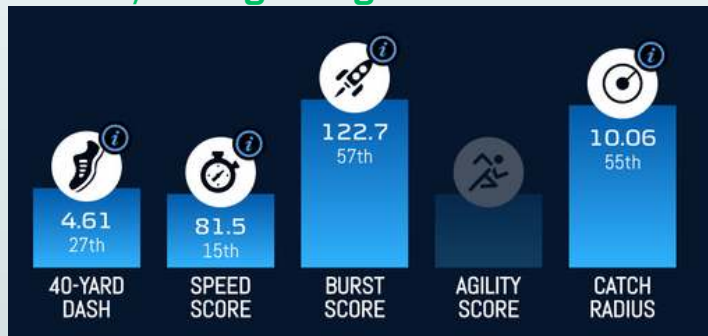 i
i
i
i
122.7
57th
10.06
55th
4.61
27th
81.5
15th
40-YARD
DASH
SPEED
SCORE
BURST
SCORE
AGILITY
SCORE
CATCH
RADIUS